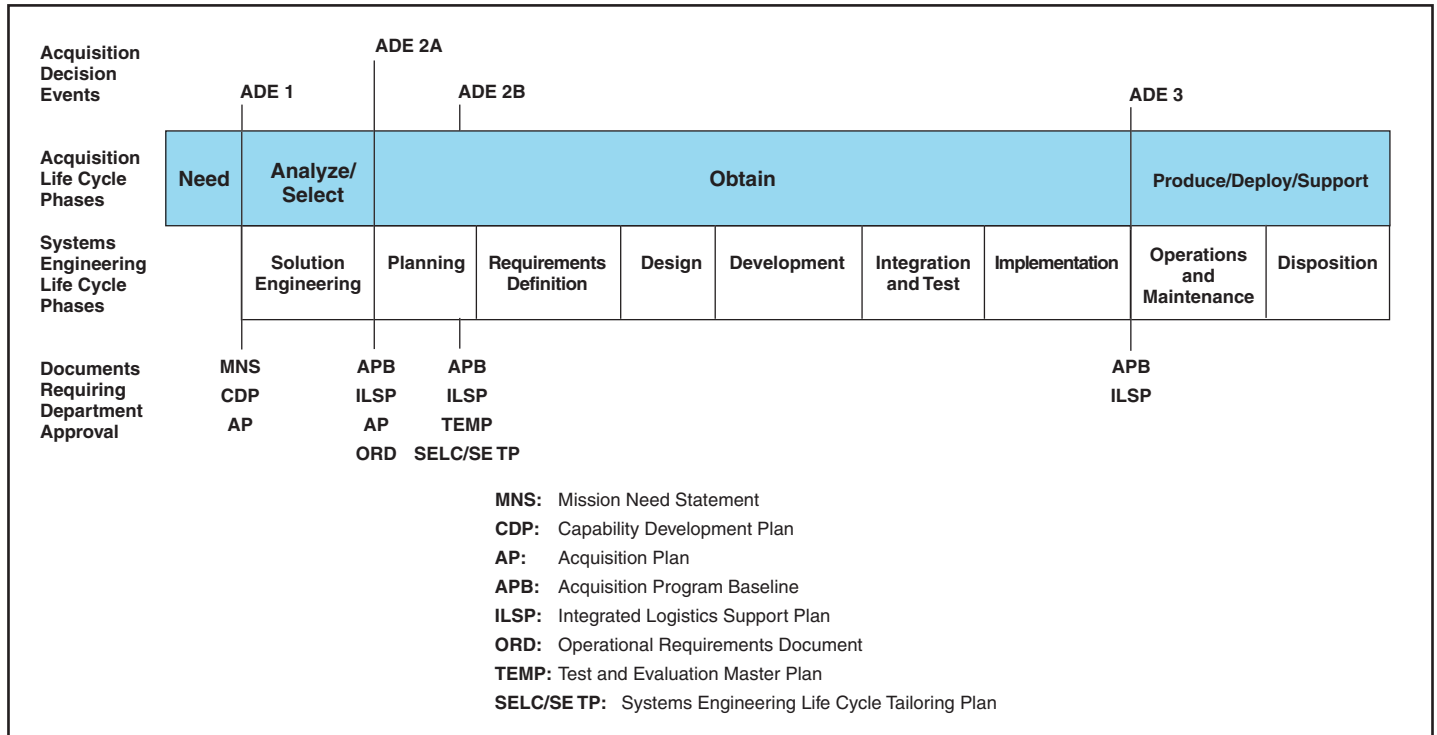 Acquisition
Decision
Events
ADE 1
ADE 2A
ADE 2B
ADE 3
Acquisition
Life Cycle
Phases
Need
Analyze/
Select
Obtain
Produce/Deploy/Support
Systems
Engineering
Life Cycle
Phases
Solution
Engineering
Planning
Requirements
Definition
Design
Development
Integration
and Test
Implementation
Operations
and
Maintenance
Disposition
Documents
Requiring
Department
Approval
MNS
CDP
AP
APB
ILSP
AP
ORD
APB
ILSP
TEMP
SELC/SE TP
APB
ILSP
MNS: Mission Need Statement
CDP: Capability Development Plan
AP: Acquisition Plan
APB: Acquisition Program Baseline
ILSP: Integrated Logistics Support Plan
ORD: Operational Requirements Document
TEMP: Test and Evaluation Master Plan
SELC/SE TP: Systems Engineering Life Cycle Tailoring Plan